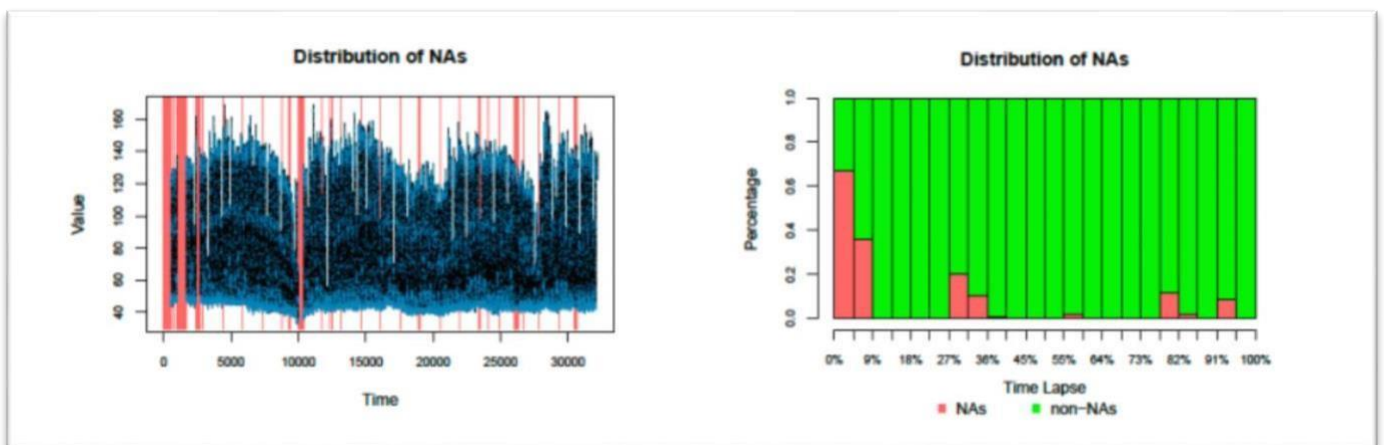 Distribution of NAs
Value
40
60
80
100
120
140
160
0 5000 10000 15000 20000 25000 30000
Time
Distribution of NAs
Percentage
0.0
0.2
0.4
0.6
0.8
1.0
0% 9% 18% 27% 36% 45% 55% 64% 73% 82% 91% 100%
Time Lapse
NAs non-NAs